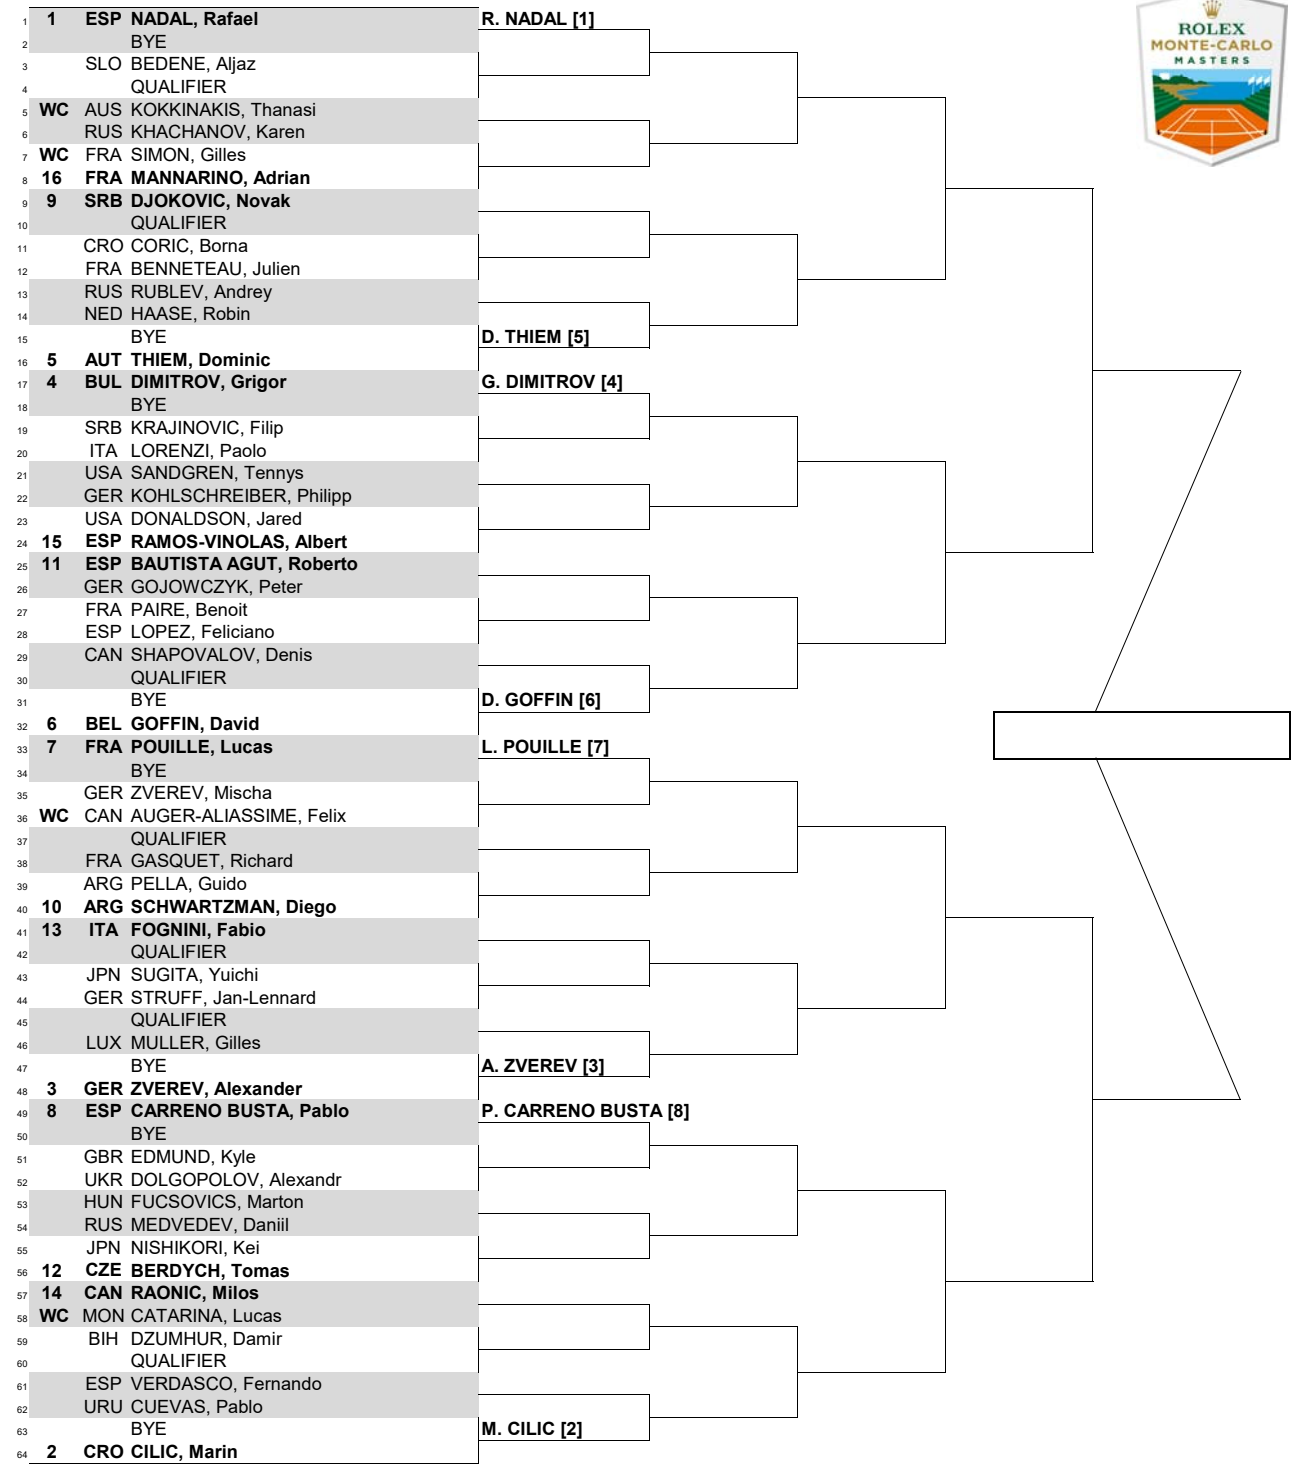 1 1 ESP NADAL, Rafael R. NADAL [1]
2 BYE
3 SLO BEDENE, Aljaz
4 QUALIFIER
5 WC AUS KOKKINAKIS, Thanasi
6 RUS KHACHANOV, Karen
7 WC FRA SIMON, Gilles
8 16 FRA MANNARINO, Adrian
9 9 SRB DJOKOVIC, Novak
10 QUALIFIER
11 CRO CORIC, Borna
12 FRA BENNETEAU, Julien
13 RUS RUBLEV, Andrey
14 NED HAASE, Robin
15 BYE D. THIEM [5]
16 5 AUT THIEM, Dominic
17 4 BUL DIMITROV, Grigor G. DIMITROV [4]
18 BYE
19 SRB KRAJINOVIC, Filip
20 ITA LORENZI, Paolo
21 USA SANDGREN, Tennys
22 GER KOHLSCHREIBER, Philipp
23 USA DONALDSON, Jared
24 15 ESP RAMOS-VINOLAS, Albert
25 11 ESP BAUTISTA AGUT, Roberto
26 GER GOJOWCZYK, Peter
27 FRA PAIRE, Benoit
28 ESP LOPEZ, Feliciano
29 CAN SHAPOVALOV, Denis
30 QUALIFIER
31 BYE D. GOFFIN [6]
32 6 BEL GOFFIN, David
33 7 FRA POUILLE, Lucas L. POUILLE [7]
34 BYE
35 GER ZVEREV, Mischa
36 WC CAN AUGER-ALIASSIME, Felix
37 QUALIFIER
38 FRA GASQUET, Richard
39 ARG PELLA, Guido
40 10 ARG SCHWARTZMAN, Diego
41 13 ITA FOGNINI, Fabio
42 QUALIFIER
43 JPN SUGITA, Yuichi
44 GER STRUFF, Jan-Lennard
45 QUALIFIER
46 LUX MULLER, Gilles
47 BYE A. ZVEREV [3]
48 3 GER ZVEREV, Alexander
49 8 ESP CARRENO BUSTA, Pablo P. CARRENO BUSTA [8]
50 BYE
51 GBR EDMUND, Kyle
52 UKR DOLGOPOLOV, Alexandr
53 HUN FUCSOVICS, Marton
54 RUS MEDVEDEV, Daniil
55 JPN NISHIKORI, Kei
56 12 CZE BERDYCH, Tomas
57 14 CAN RAONIC, Milos
58 WC MON CATARINA, Lucas
59 BIH DZUMHUR, Damir
60 QUALIFIER
61 ESP VERDASCO, Fernando
62 URU CUEVAS, Pablo
63 BYE M. CILIC [2]
64 2 CRO CILIC, Marin
ROLEX
MONTE-CARLO
MASTERS